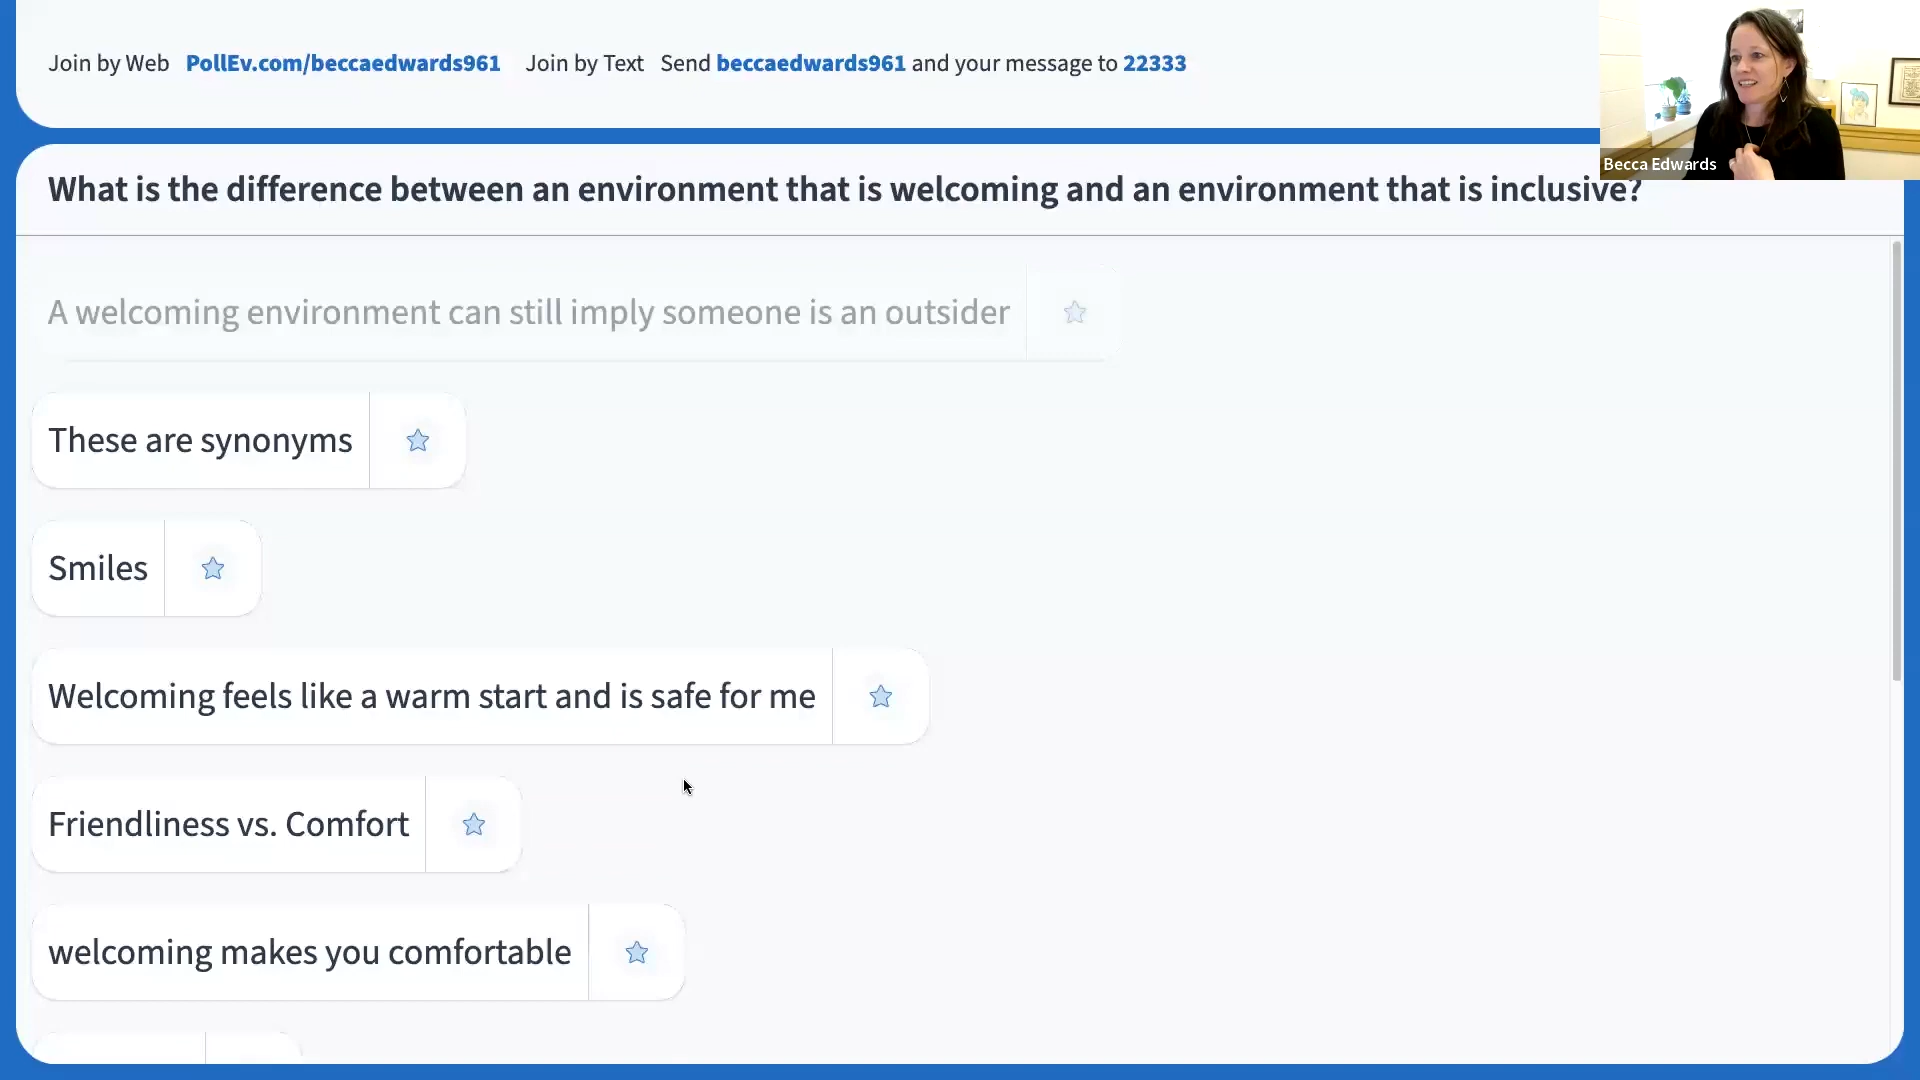 Join by Web PollEv.com/beccaedwards961 Join by Text Send beccaedwards961 and your message to 22333
Becca Edwards
What is the difference between an environment that is welcoming and an environment that is inclusive?
A welcoming environment can still imply someone is an outsider
These are synonyms
Smiles
Welcoming feels like a warm start and is safe for me
Friendliness vs. Comfort
welcoming makes you comfortable